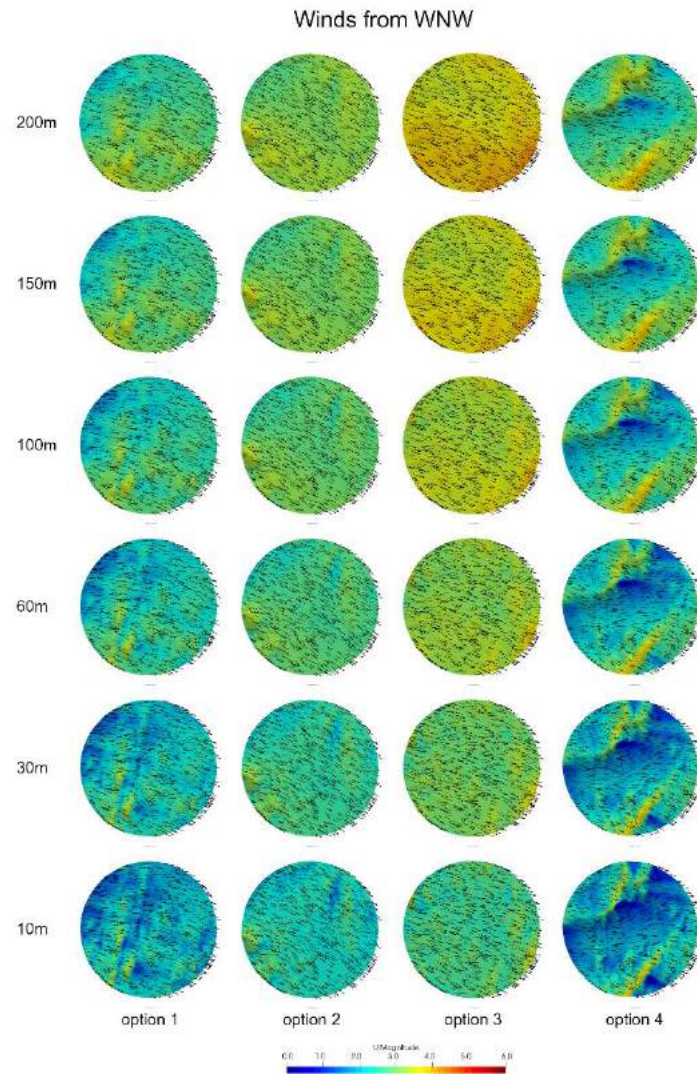 Winds from WNW
200m
150m
100m
60m
30m
10m
option 1 option 2 option 3 option 4
U Magnitude
0.0 1.0 2.0 3.0 4.0 5.0 6.0